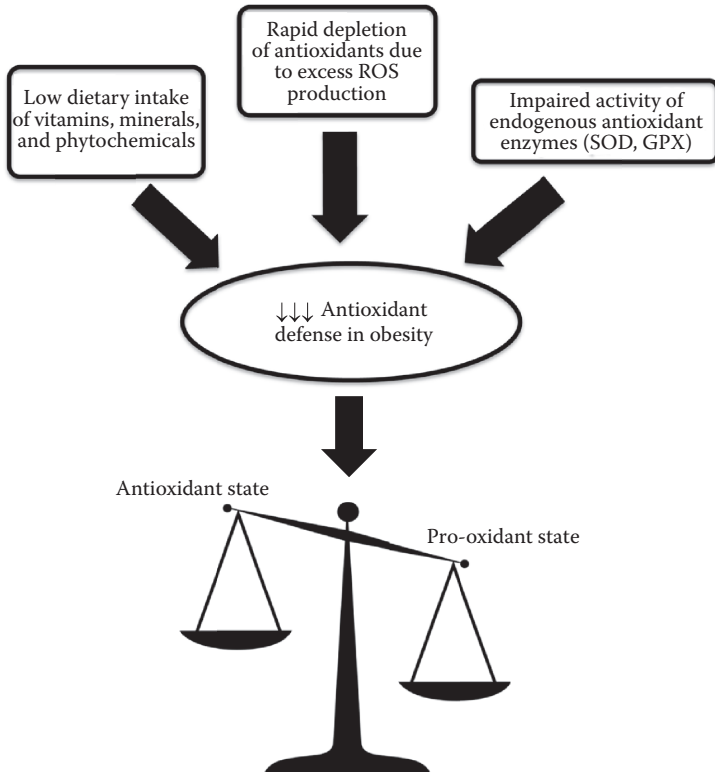 Rapid depletion
of antioxidants due
to excess ROS
production
Low dietary intake
of vitamins, minerals,
and phytochemicals
Impaired activity of
endogenous antioxidant
enzymes (SOD, GPX)
↓↓↓ Antioxidant
defense in obesity
Antioxidant state
Pro-oxidant state